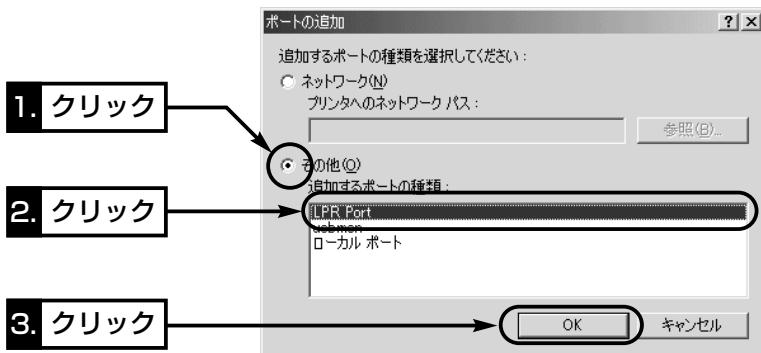 ポートの追加
追加するポートの種類を選択してください：
ネットワーク(N)
プリンタへのネットワーク パス：
参照(B)...
1. クリック
その他(O)
追加するポートの種類：
2. クリック
LPR Port
usbmon
ローカル ポート
3. クリック
OK
キャンセル